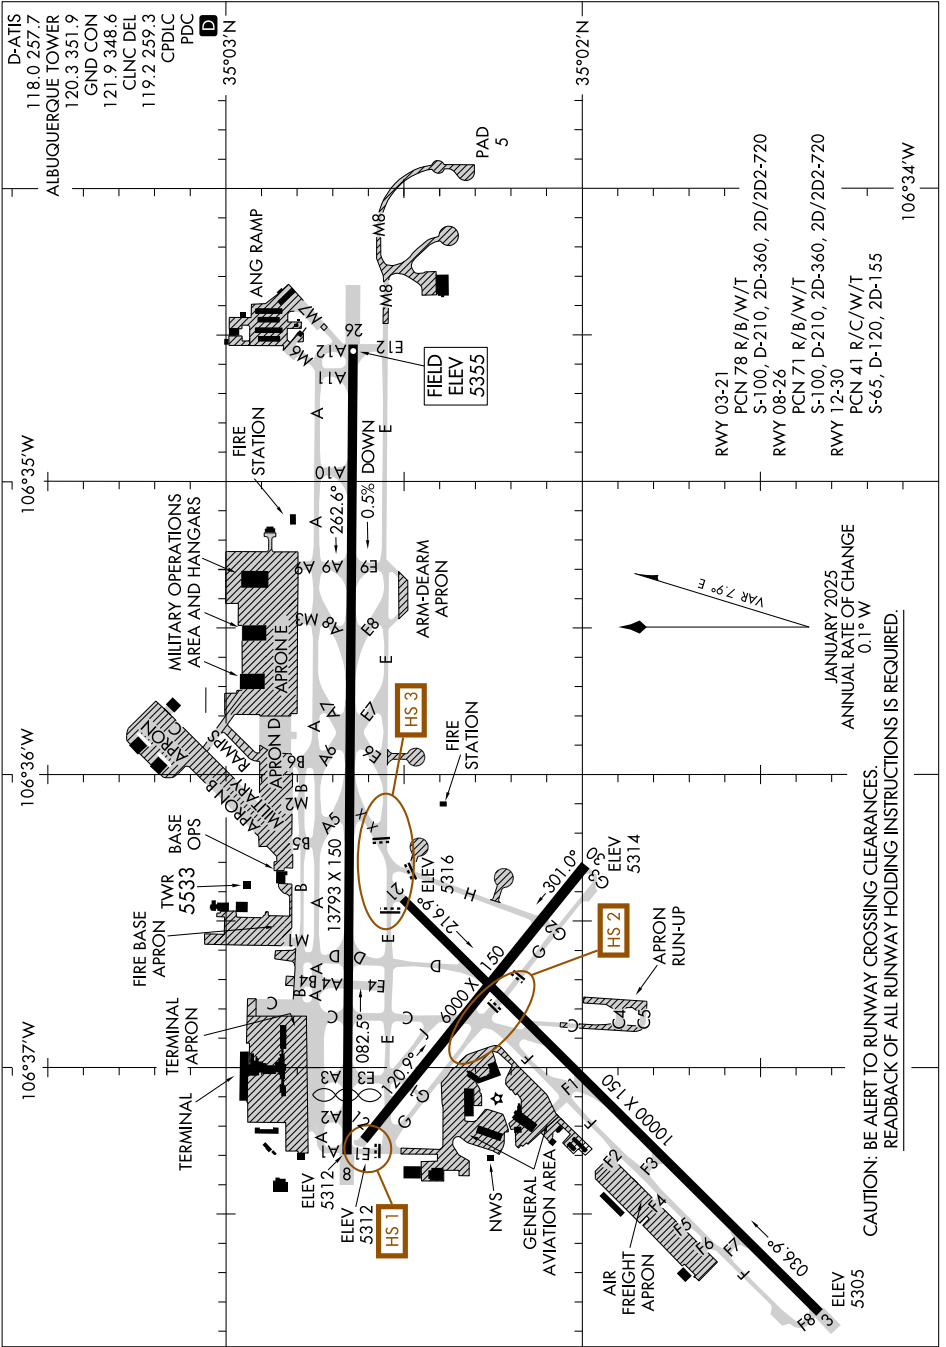 D-ATIS
118.0 257.7
ALBUQUERQUE TOWER
120.3 351.9
GND CON
121.9 348.6
CLNC DEL
119.2 259.3
CPDLC
PDC
D
35°03'N
35°02'N
106°34'W
106°35'W
106°36'W
106°37'W
PAD
5
ANG RAMP
M8
M8
M7
M6
26
A12
E12
A11
FIELD
ELEV
5355
A
E
A10
FIRE
STATION
262.6°
0.5% DOWN
MILITARY OPERATIONS
AREA AND HANGARS
A
A9
A9
E9
ARM-DEARM
APRON
M3
A8
E8
APRON E
E
A
A7
E7
HS 3
APRON
C
RAMPS
MILITARY
APRON D
APRON B
B6
A6
E6
B
M2
FIRE
STATION
BASE
OPS
B5
A5
X
X
TWR
5533
B
A
13793 X 150
21
ELEV
5316
216.9°
H
301.0°
30
G3
ELEV
5314
FIRE BASE
APRON
M1
D
E
D
G
G2
HS 2
APRON
RUN-UP
B4
B
A
A
A4
E4
082.5°
C
C
C
C4
C5
6000 X 150
TERMINAL
APRON
TERMINAL
J
E
A3
E3
120.9°
G1
G
F
F1
F
10000 X 150
A2
A
A1
12
E1
8
ELEV
5312
ELEV
5312
HS 1
NWS
GENERAL
AVIATION AREA
F2
F3
F4
F5
F6
F7
F
F8
3
036.9°
ELEV
5305
AIR
FREIGHT
APRON
RWY 03-21
PCN 78 R/B/W/T
S-100, D-210, 2D-360, 2D/2D2-720
RWY 08-26
PCN 71 R/B/W/T
S-100, D-210, 2D-360, 2D/2D2-720
RWY 12-30
PCN 41 R/C/W/T
S-65, D-120, 2D-155
VAR 7.9° E
JANUARY 2025
ANNUAL RATE OF CHANGE
0.1° W
CAUTION: BE ALERT TO RUNWAY CROSSING CLEARANCES.
READBACK OF ALL RUNWAY HOLDING INSTRUCTIONS IS REQUIRED.